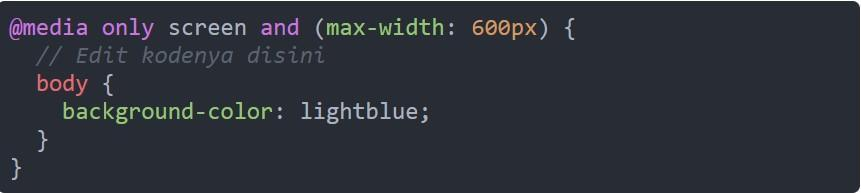 @media only screen and (max-width: 600px) {
  // Edit kodenya disini
  body {
    background-color: lightblue;
  }
}